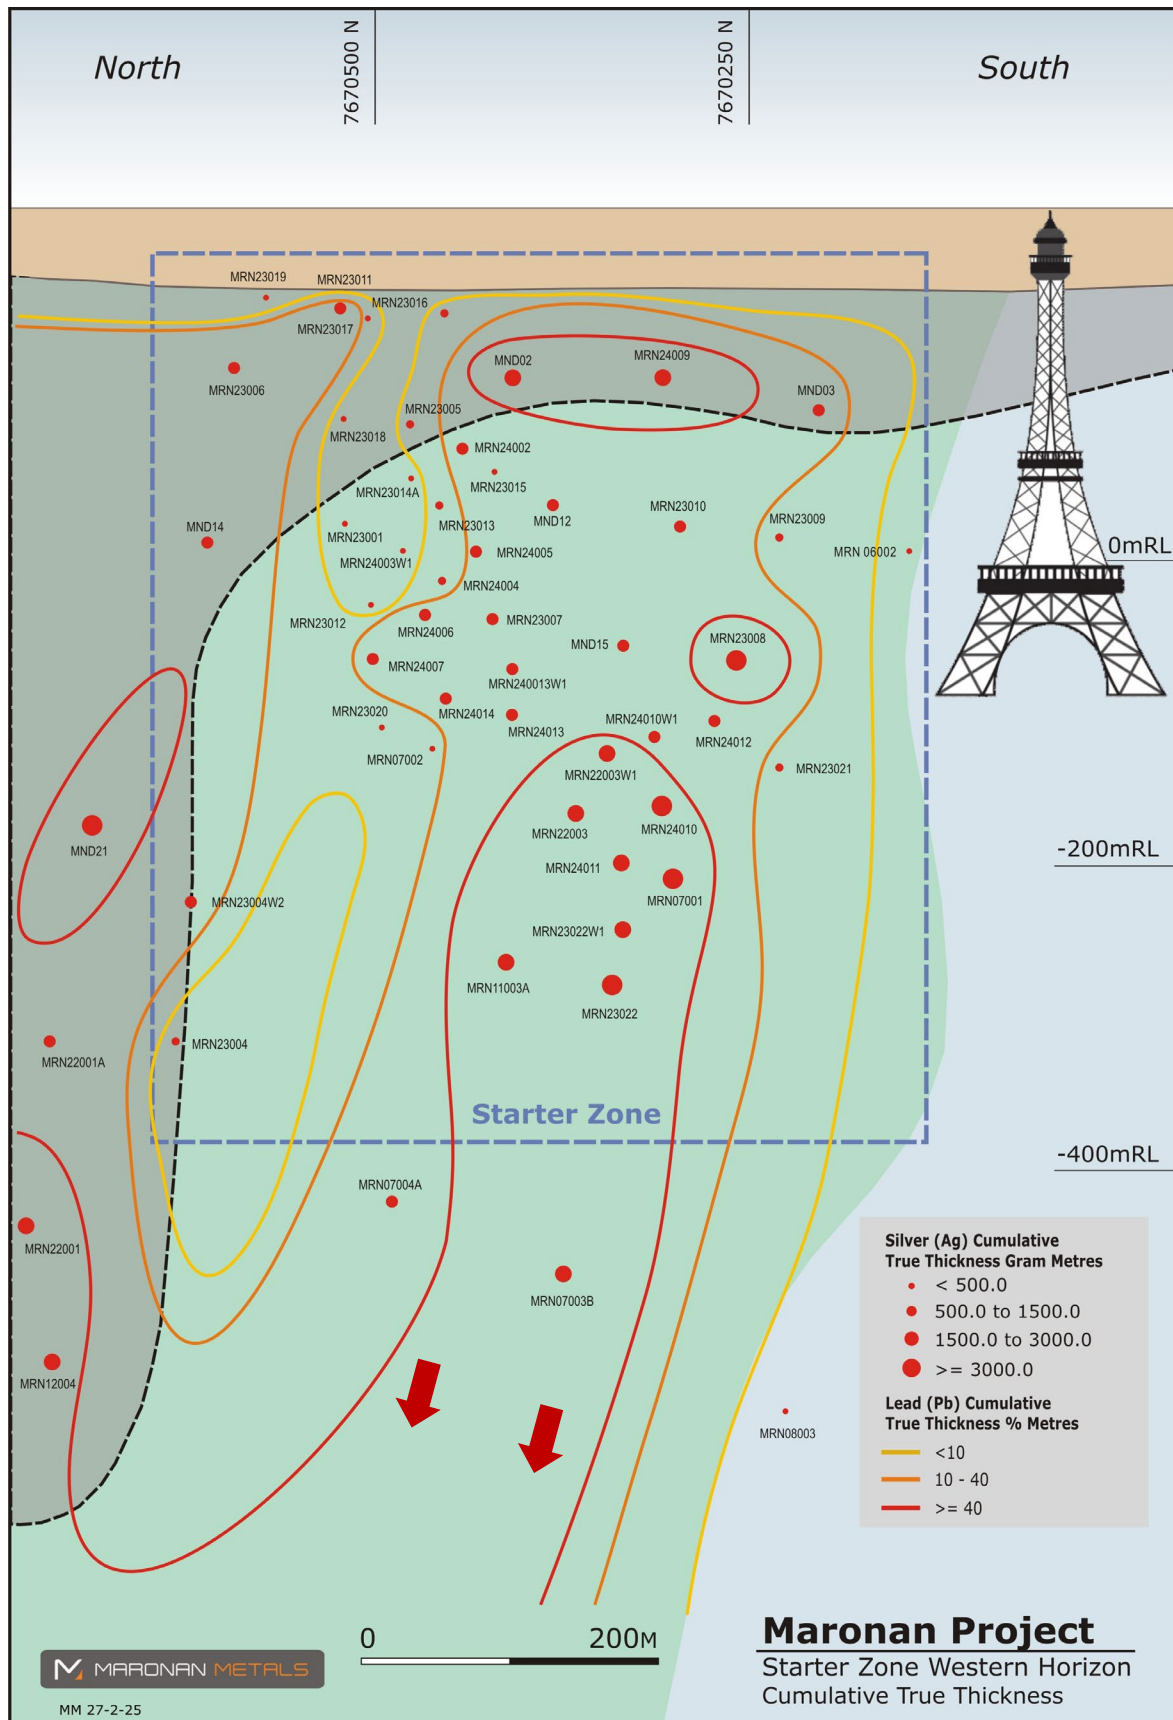 North
7670500 N
7670250 N
South
MRN23019
MRN23011
MRN23016
MRN23017
MND02
MRN24009
MRN23006
MND03
MRN23005
MRN23018
MRN24002
MRN23015
MRN23014A
MND14
MRN23001
MRN23013
MND12
MRN23010
MRN23009
MRN24003W1
MRN24005
MRN 06002
0mRL
MRN24004
MRN23012
MRN24006
MRN23007
MND15
MRN23008
MRN24007
MRN240013W1
MRN23020
MRN24014
MRN24013
MRN24010W1
MRN24012
MRN07002
MRN22003W1
MRN23021
MRN22003
MRN24010
MND21
MRN24011
-200mRL
MRN07001
MRN23004W2
MRN23022W1
MRN11003A
MRN23022
MRN22001A
MRN23004
Starter Zone
-400mRL
MRN07004A
MRN22001
MRN07003B
MRN12004
MRN08003
Silver (Ag) Cumulative
True Thickness Gram Metres
< 500.0
500.0 to 1500.0
1500.0 to 3000.0
>= 3000.0
Lead (Pb) Cumulative
True Thickness % Metres
<10
10 - 40
>= 40
0 200M
MARONAN METALS
MM 27-2-25
Maronan Project
Starter Zone Western Horizon
Cumulative True Thickness